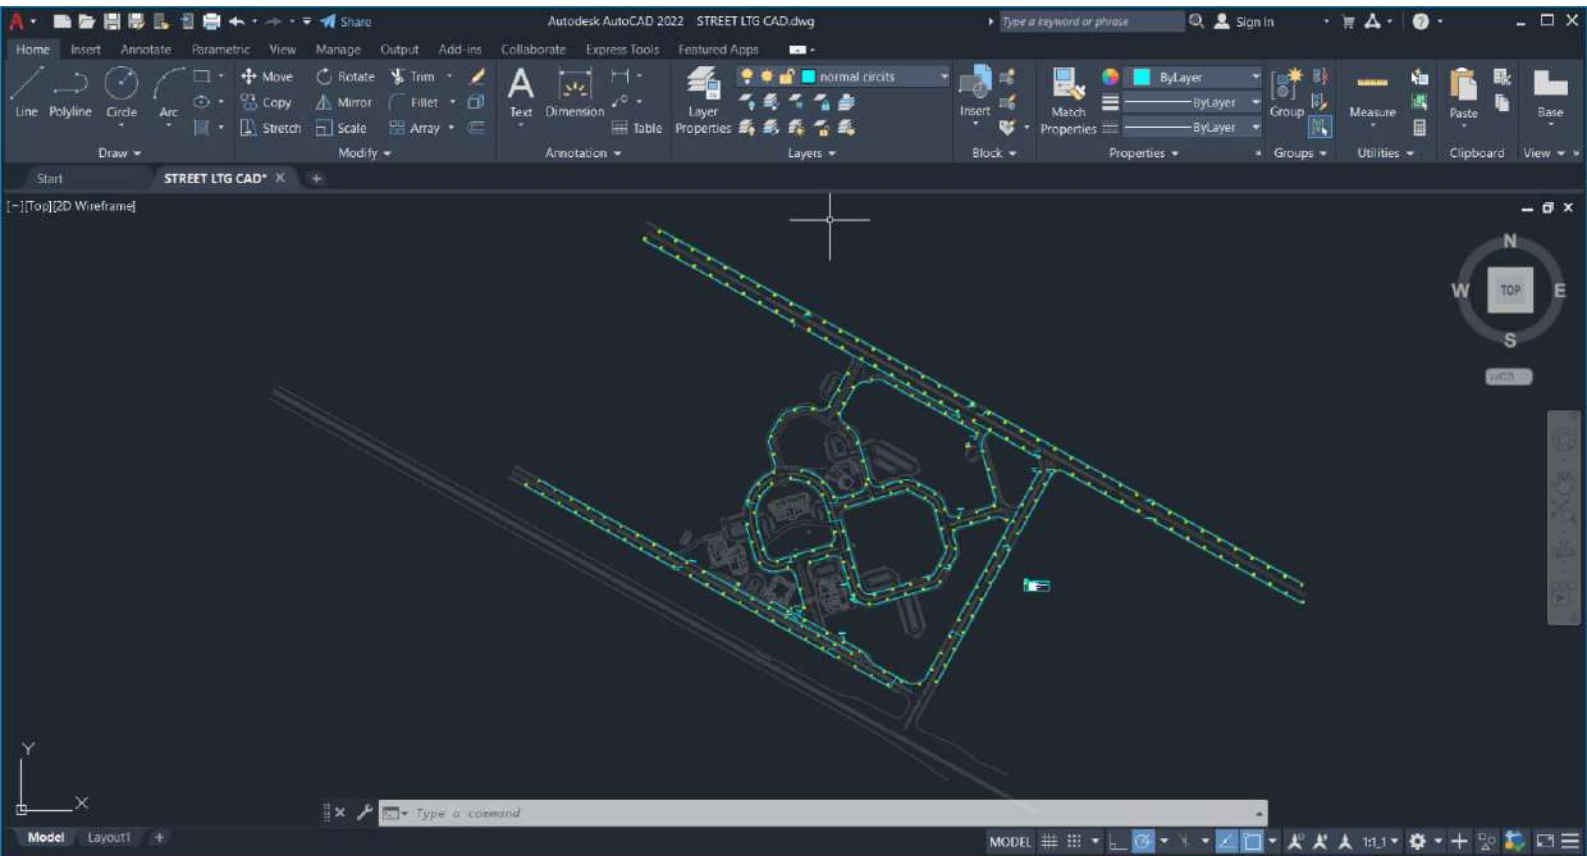 A Share Autodesk AutoCAD 2022 STREET LTG CAD.dwg Type a keyword or phrase Sign In
Home Insert Annotate Parametric View Manage Output Add-ins Collaborate Express Tools Featured Apps
Move Rotate Trim normal circits ByLayer
Line Polyline Circle Arc Copy Mirror Fillet Text Dimension Layer Properties Insert Match Properties ByLayer Group Measure Paste Base
Stretch Scale Array Table ByLayer
Draw Modify Annotation Layers Block Properties Groups Utilities Clipboard View
Start STREET LTG CAD*
[−][Top][2D Wireframe]
N
W TOP E
S
WCS
Y
X
Type a command
Model Layout1 MODEL 1:1_1